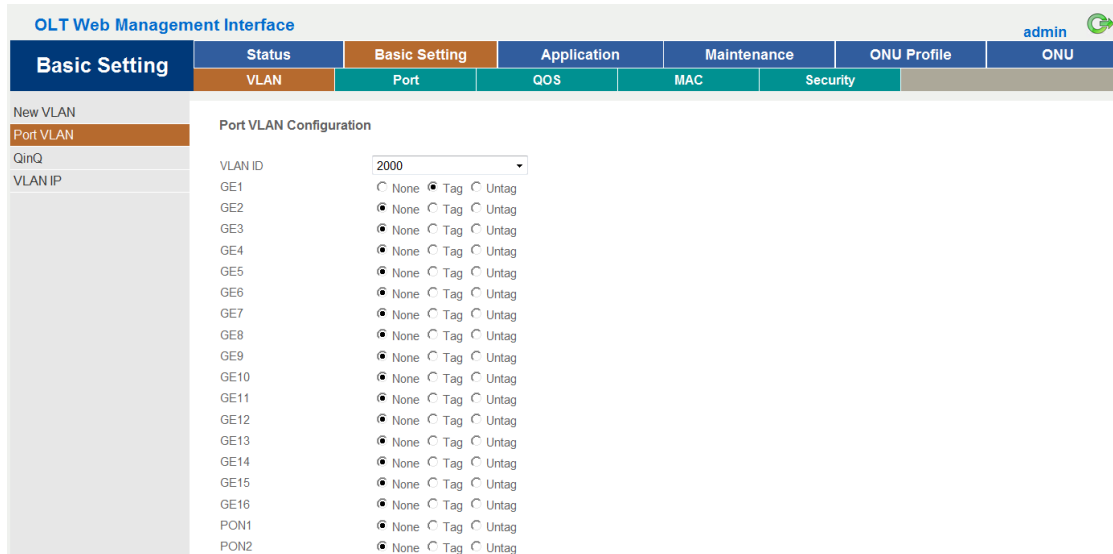 OLT Web Management Interface
admin
Basic Setting
Status Basic Setting Application Maintenance ONU Profile ONU
VLAN Port QOS MAC Security
New VLAN
Port VLAN
QinQ
VLAN IP
Port VLAN Configuration
VLAN ID 2000
GE1 None Tag Untag
GE2 None Tag Untag
GE3 None Tag Untag
GE4 None Tag Untag
GE5 None Tag Untag
GE6 None Tag Untag
GE7 None Tag Untag
GE8 None Tag Untag
GE9 None Tag Untag
GE10 None Tag Untag
GE11 None Tag Untag
GE12 None Tag Untag
GE13 None Tag Untag
GE14 None Tag Untag
GE15 None Tag Untag
GE16 None Tag Untag
PON1 None Tag Untag
PON2 None Tag Untag